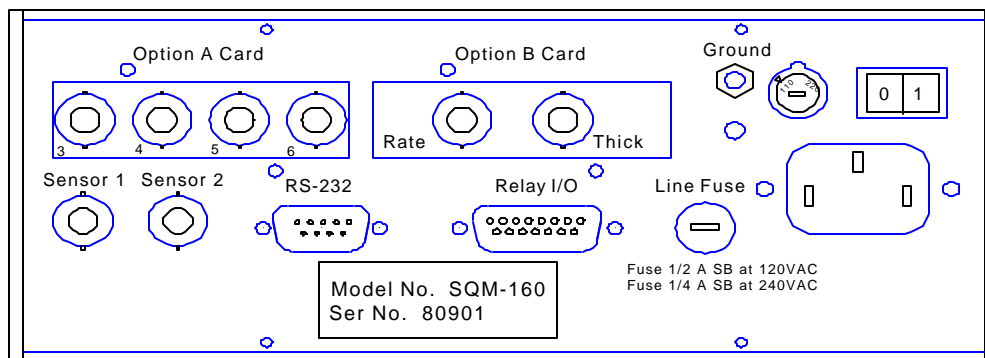 Option A Card
Option B Card
Ground
110 220
0 1
3 4 5 6
Rate Thick
Sensor 1 Sensor 2
RS-232
Relay I/O
Line Fuse
Fuse 1/2 A SB at 120VAC
Fuse 1/4 A SB at 240VAC
Model No. SQM-160
Ser No. 80901